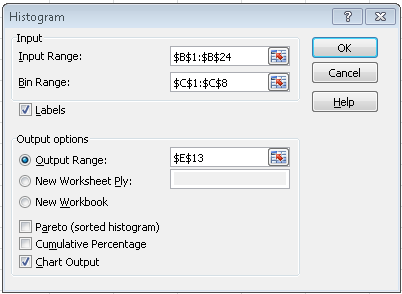 Histogram
Input
Input Range: $B$1:$B$24
Bin Range: $C$1:$C$8
Labels
OK
Cancel
Help
Output options
Output Range: $E$13
New Worksheet Ply:
New Workbook
Pareto (sorted histogram)
Cumulative Percentage
Chart Output